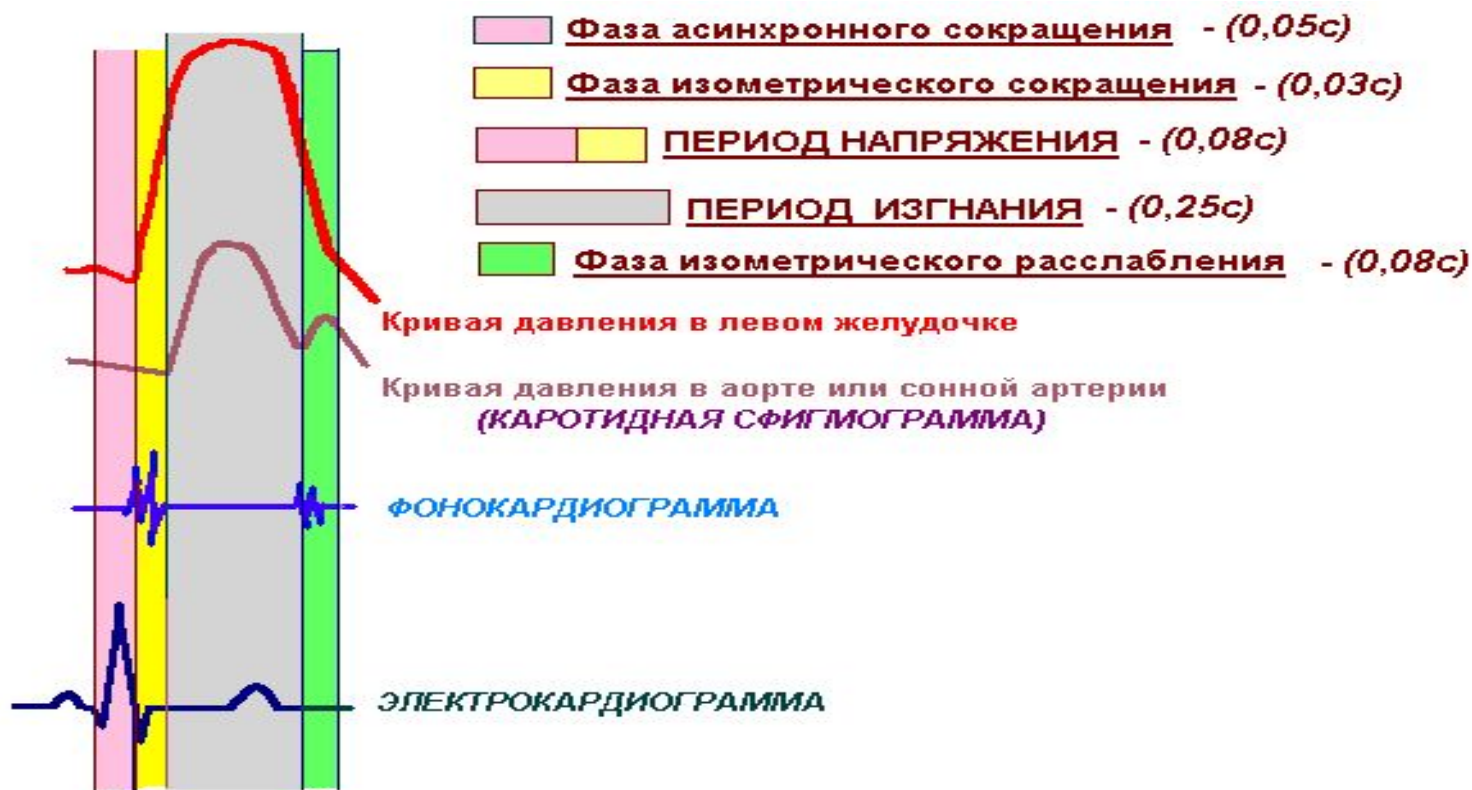 Фаза асинхронного сокращения - (0,05с)
Фаза изометрического сокращения - (0,03с)
ПЕРИОД НАПРЯЖЕНИЯ - (0,08с)
ПЕРИОД ИЗГНАНИЯ - (0,25с)
Фаза изометрического расслабления - (0,08с)
Кривая давления в левом желудочке
Кривая давления в аорте или сонной артерии
(КАРОТИДНАЯ СФИГМОГРАММА)
ФОНОКАРДИОГРАММА
ЭЛЕКТРОКАРДИОГРАММА